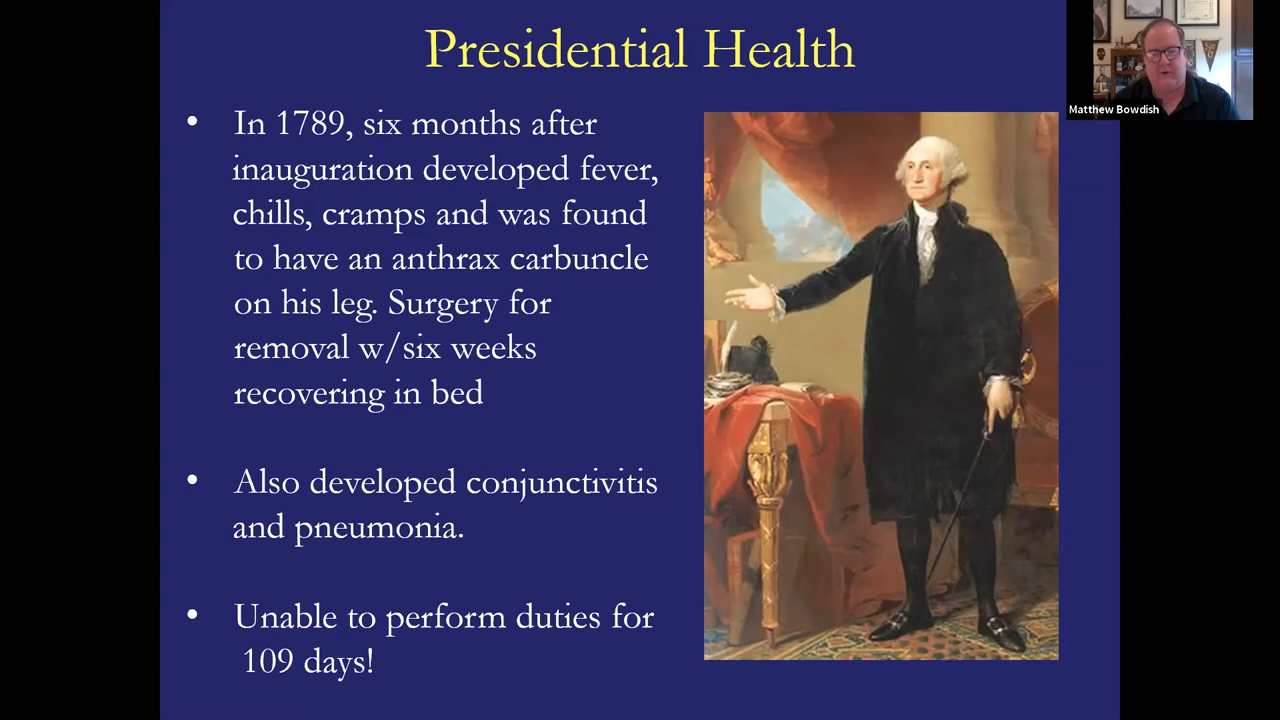 Presidential Health
Matthew Bowdish
• In 1789, six months after
inauguration developed fever,
chills, cramps and was found
to have an anthrax carbuncle
on his leg. Surgery for
removal w/six weeks
recovering in bed
• Also developed conjunctivitis
and pneumonia.
• Unable to perform duties for
109 days!